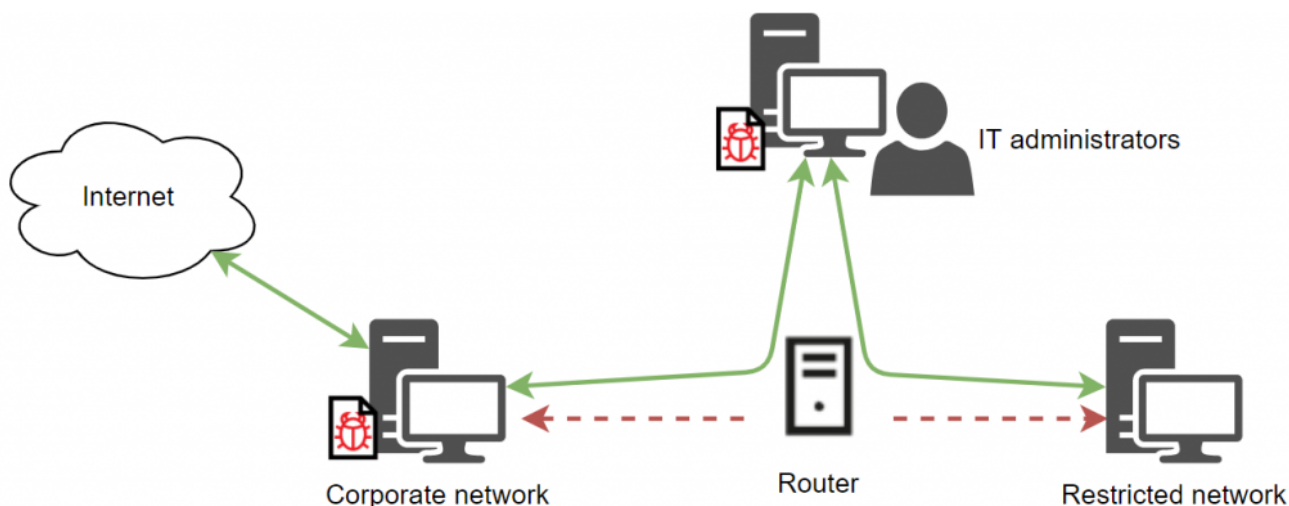 IT administrators
Internet
Router
Corporate network
Restricted network